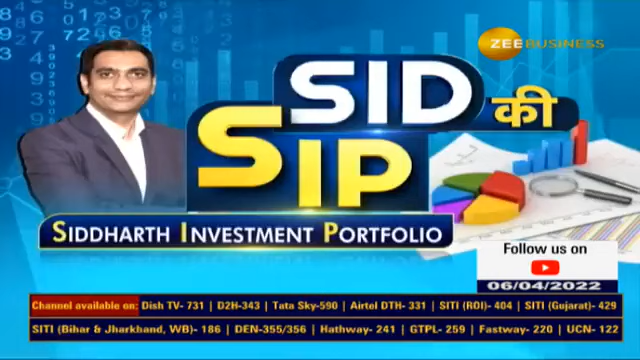 ZEE BUSINESS
SID की
SIP
SIDDHARTH INVESTMENT PORTFOLIO
Follow us on
06/04/2022
Channel available on: Dish TV- 731 | D2H-343 | Tata Sky-590 | Airtel DTH- 331 | SITI (ROI)- 404 | SITI (Gujarat)- 429
SITI (Bihar & Jharkhand, WB)- 186 | DEN-355/356 | Hathway- 241 | GTPL- 259 | Fastway- 220 | UCN- 122